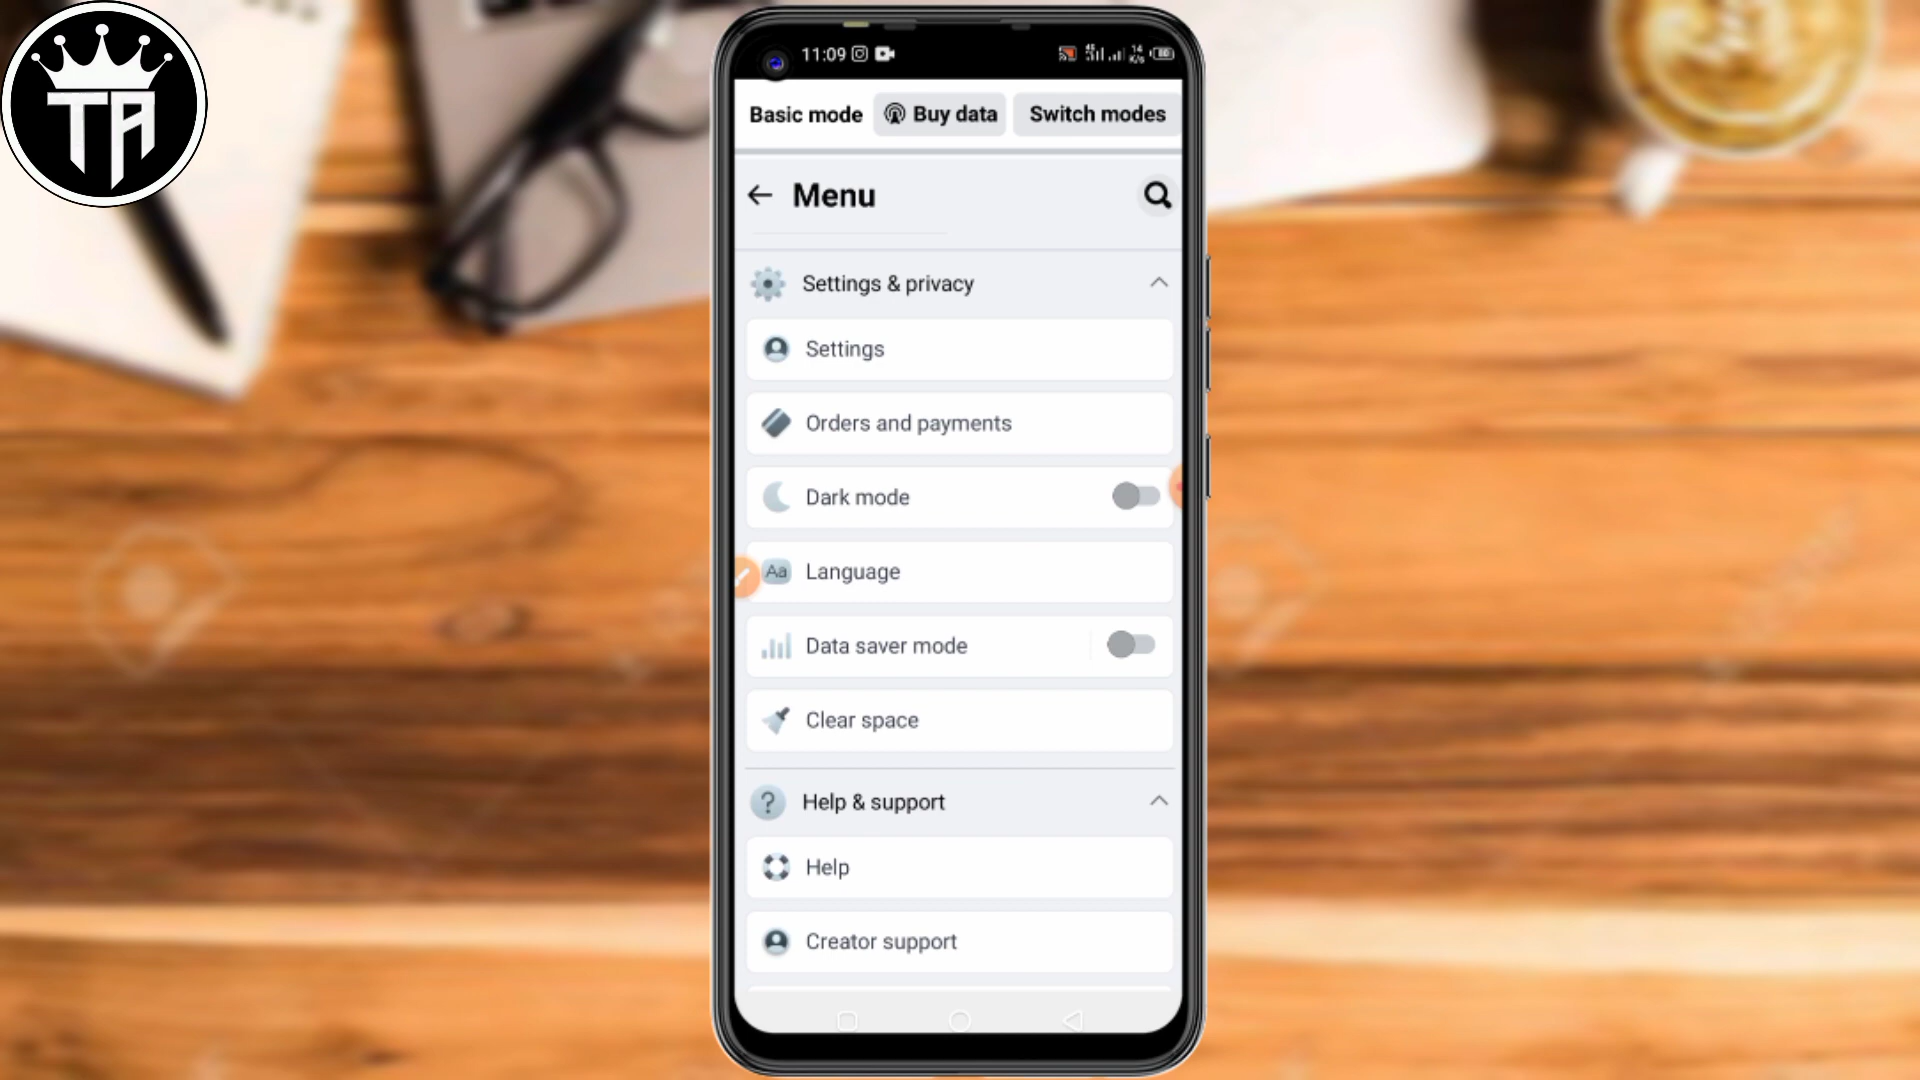 TA
11:09
14
K/s
Basic mode
Buy data
Switch modes
Menu
Settings & privacy
Settings
Orders and payments
Dark mode
Aa Language
Data saver mode
Clear space
? Help & support
Help
Creator support